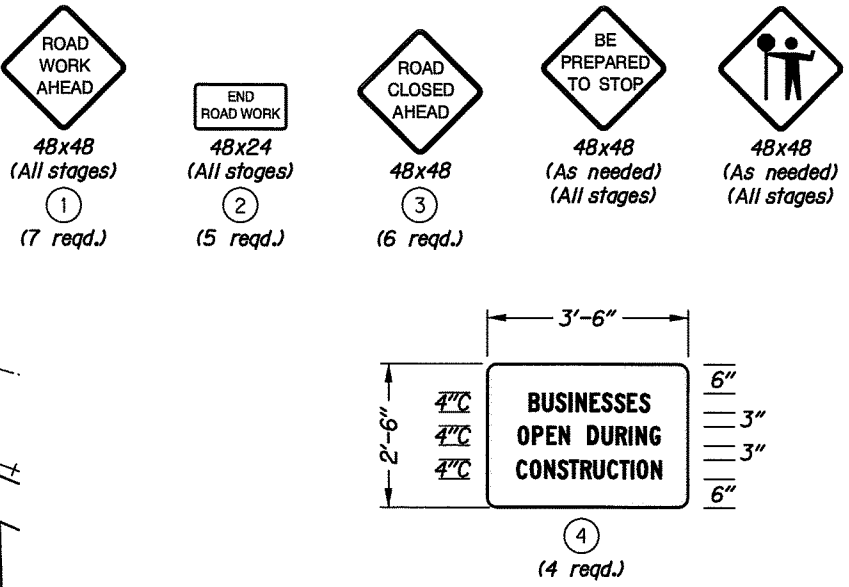 ROAD
WORK
AHEAD
48x48
(All stages)
1
(7 reqd.)
END
ROAD WORK
48x24
(All stages)
2
(5 reqd.)
ROAD
CLOSED
AHEAD
48x48
3
(6 reqd.)
BE
PREPARED
TO STOP
48x48
(As needed)
(All stages)
48x48
(As needed)
(All stages)
3'-6"
2'-6"
4"C
4"C
4"C
BUSINESSES
OPEN DURING
CONSTRUCTION
6"
3"
3"
6"
4
(4 reqd.)